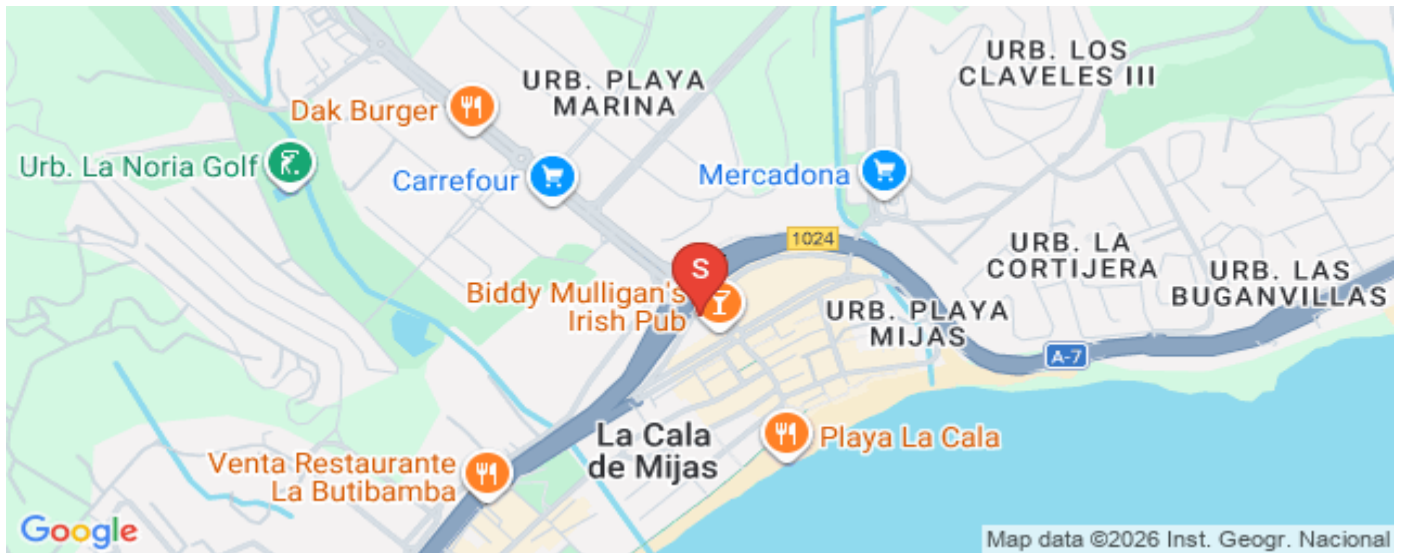 URB. LOS
CLAVELES III
URB. PLAYA
MARINA
Dak Burger
Urb. La Noria Golf
Carrefour
Mercadona
1024
URB. LA
CORTIJERA
URB. LAS
BUGANVILLAS
S
Biddy Mulligan's
Irish Pub
URB. PLAYA
MIJAS
A-7
La Cala
de Mijas
Playa La Cala
Venta Restaurante
La Butibamba
Google
Map data ©2026 Inst. Geogr. Nacional